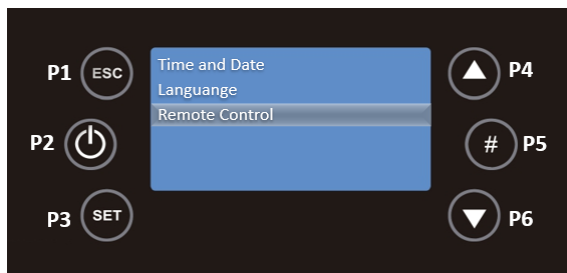 P1 ESC
Time and Date
P4
Languange
Remote Control
P2
# P5
P3 SET
P6